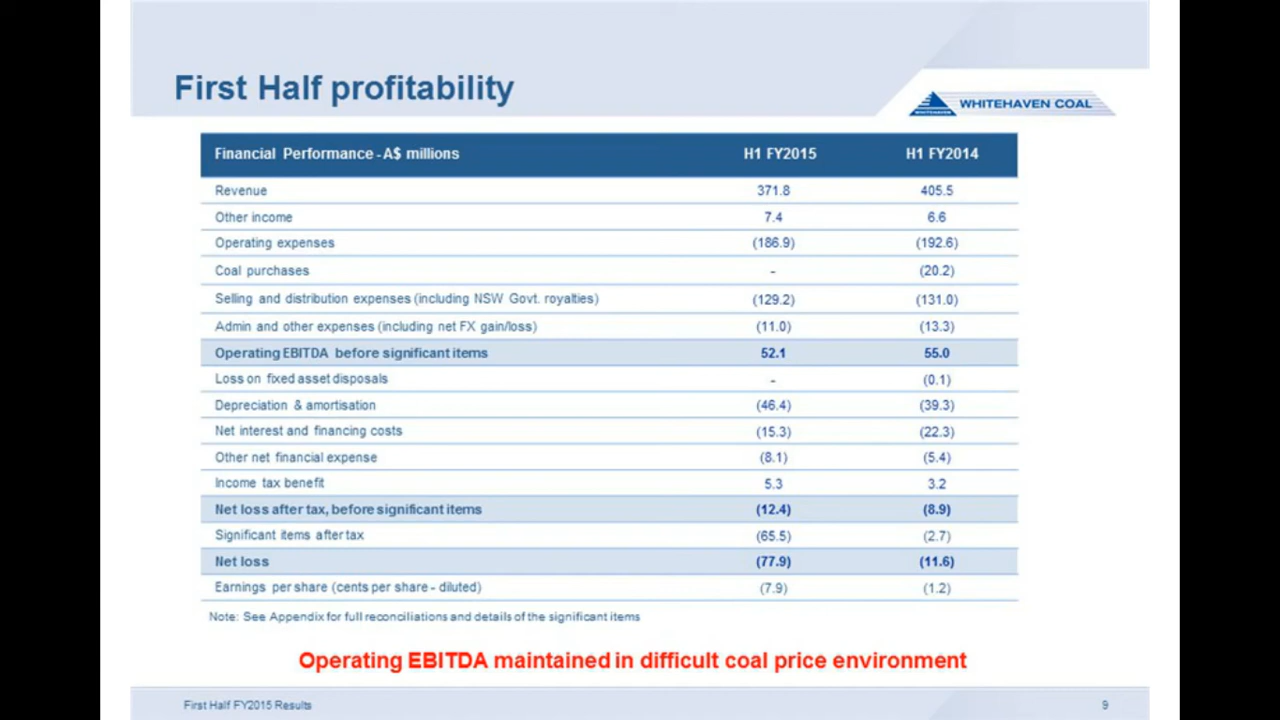 First Half profitability
WHITEHAVEN COAL
WHITEHAVEN
Financial Performance - A$ millions H1 FY2015 H1 FY2014
Revenue 371.8 405.5
Other income 7.4 6.6
Operating expenses (186.9) (192.6)
Coal purchases - (20.2)
Selling and distribution expenses (including NSW Govt. royalties) (129.2) (131.0)
Admin and other expenses (including net FX gain/loss) (11.0) (13.3)
Operating EBITDA before significant items 52.1 55.0
Loss on fixed asset disposals - (0.1)
Depreciation & amortisation (46.4) (39.3)
Net interest and financing costs (15.3) (22.3)
Other net financial expense (8.1) (5.4)
Income tax benefit 5.3 3.2
Net loss after tax, before significant items (12.4) (8.9)
Significant items after tax (65.5) (2.7)
Net loss (77.9) (11.6)
Earnings per share (cents per share - diluted) (7.9) (1.2)
Note: See Appendix for full reconciliations and details of the significant items
Operating EBITDA maintained in difficult coal price environment
First Half FY2015 Results 9